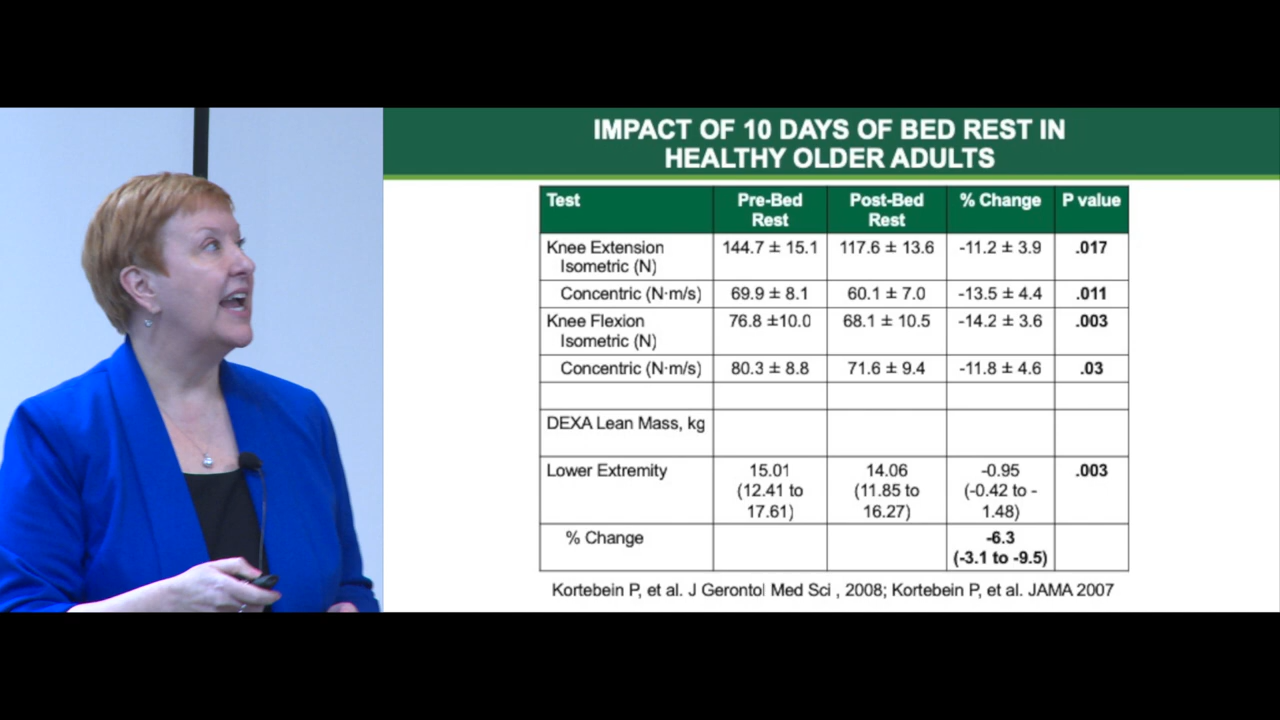 IMPACT OF 10 DAYS OF BED REST IN
HEALTHY OLDER ADULTS
Test Pre-Bed Rest Post-Bed Rest % Change P value
Knee Extension
Isometric (N) 144.7 ± 15.1 117.6 ± 13.6 -11.2 ± 3.9 .017
Concentric (N·m/s) 69.9 ± 8.1 60.1 ± 7.0 -13.5 ± 4.4 .011
Knee Flexion
Isometric (N) 76.8 ±10.0 68.1 ± 10.5 -14.2 ± 3.6 .003
Concentric (N·m/s) 80.3 ± 8.8 71.6 ± 9.4 -11.8 ± 4.6 .03
DEXA Lean Mass, kg
Lower Extremity 15.01 14.06 -0.95 .003
(12.41 to (11.85 to (-0.42 to -
17.61) 16.27) 1.48)
% Change -6.3
(-3.1 to -9.5)
Kortebein P, et al. J Gerontol Med Sci , 2008; Kortebein P, et al. JAMA 2007